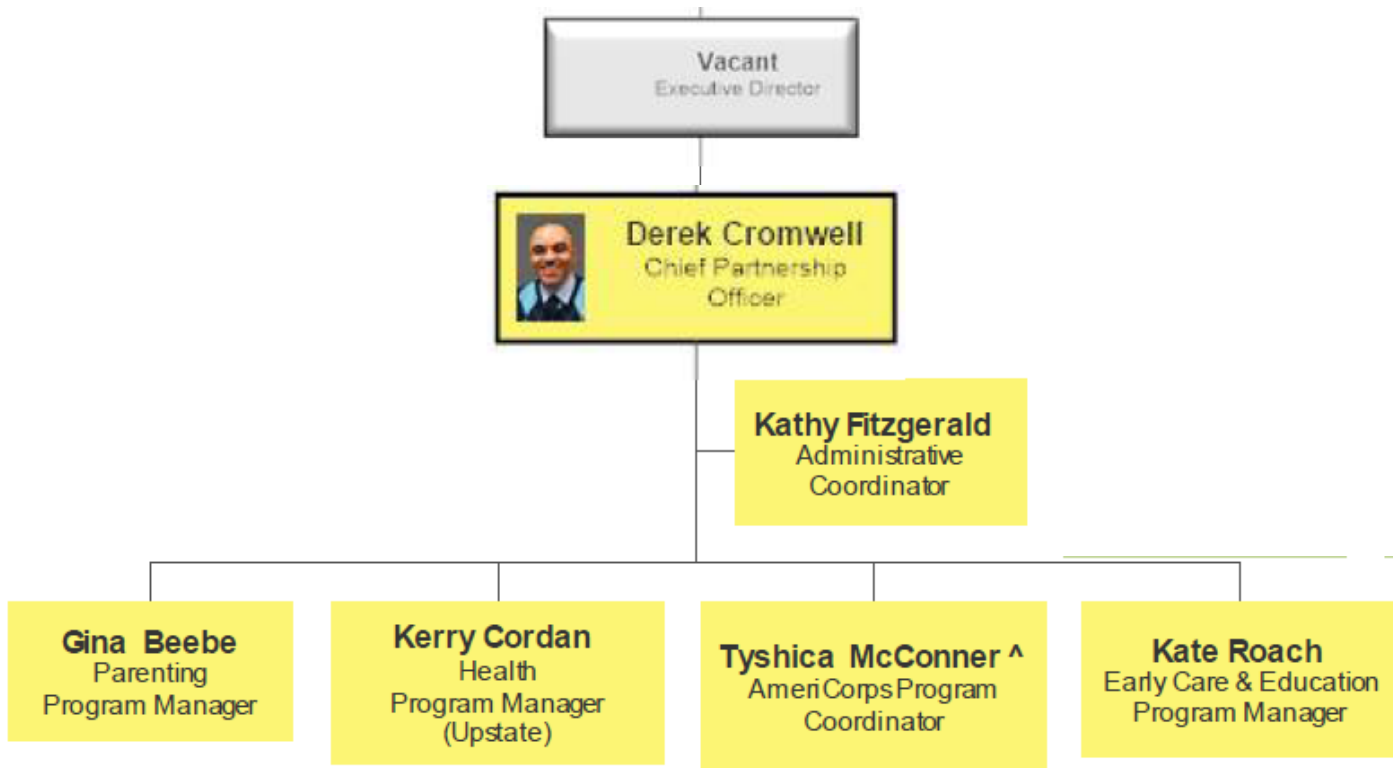 Vacant
Executive Director
Derek Cromwell
Chief Partnership
Officer
Kathy Fitzgerald
Administrative
Coordinator
Gina Beebe
Parenting
Program Manager
Kerry Cordan
Health
Program Manager
(Upstate)
Tyshica McConner ^
AmeriCorps Program
Coordinator
Kate Roach
Early Care & Education
Program Manager